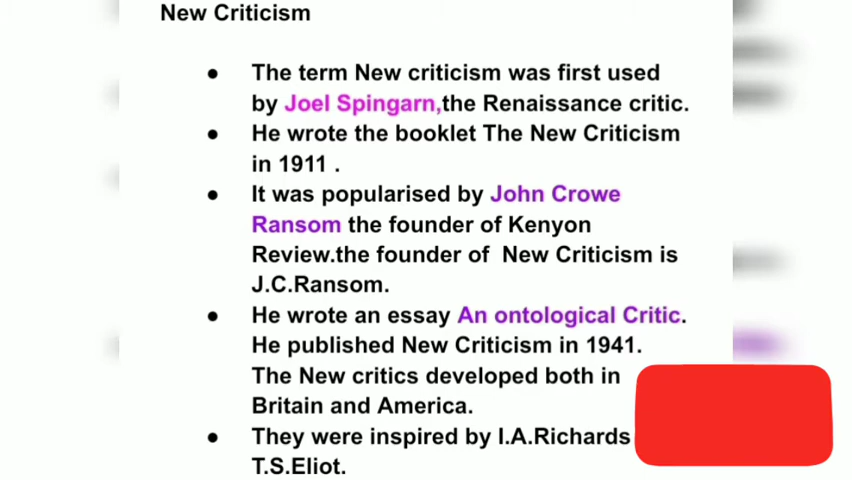 New Criticism
● The term New criticism was first used
by Joel Spingarn,the Renaissance critic.
● He wrote the booklet The New Criticism
in 1911 .
● It was popularised by John Crowe
Ransom the founder of Kenyon
Review.the founder of New Criticism is
J.C.Ransom.
● He wrote an essay An ontological Critic.
He published New Criticism in 1941.
The New critics developed both in
Britain and America.
● They were inspired by I.A.Richards
T.S.Eliot.